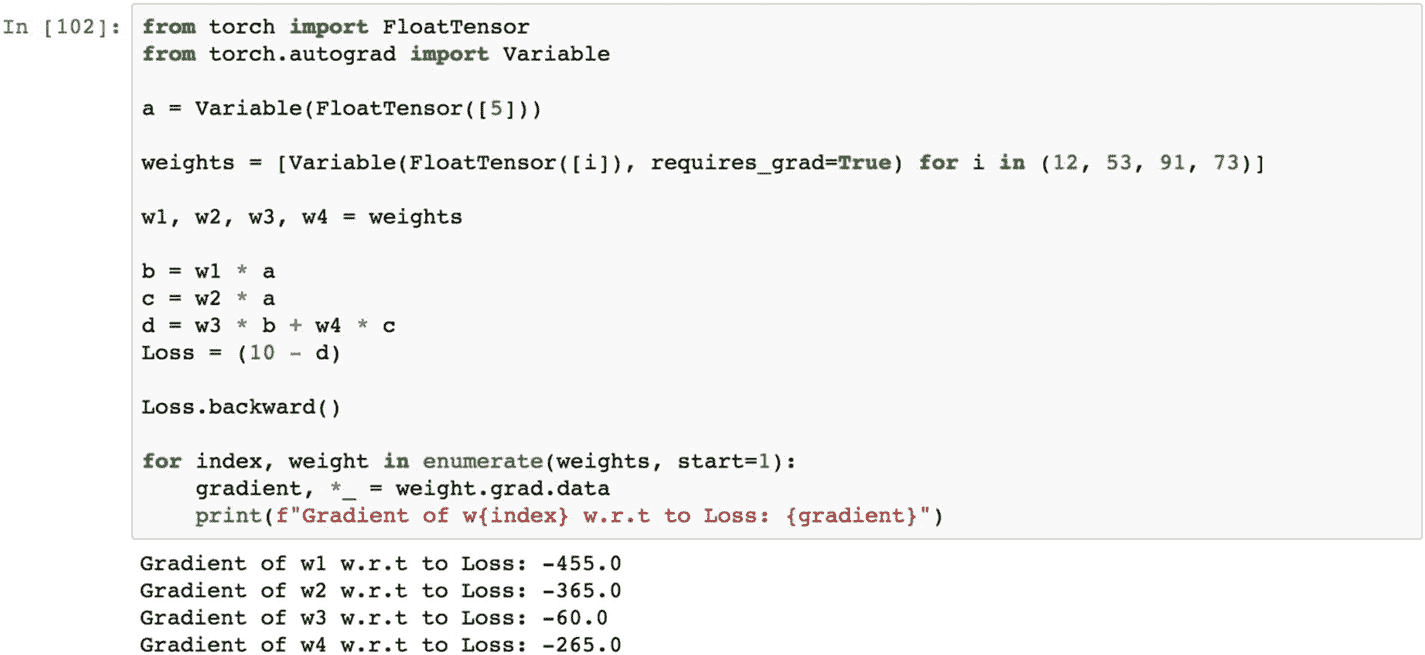 In [102]: from torch import FloatTensor
from torch.autograd import Variable
a = Variable(FloatTensor([5]))
weights = [Variable(FloatTensor([i]), requires_grad=True) for i in (12, 53, 91, 73)]
w1, w2, w3, w4 = weights
b = w1 * a
c = w2 * a
d = w3 * b + w4 * c
Loss = (10 - d)
Loss.backward()
for index, weight in enumerate(weights, start=1):
    gradient, *_ = weight.grad.data
    print(f"Gradient of w{index} w.r.t to Loss: {gradient}")
Gradient of w1 w.r.t to Loss: -455.0
Gradient of w2 w.r.t to Loss: -365.0
Gradient of w3 w.r.t to Loss: -60.0
Gradient of w4 w.r.t to Loss: -265.0